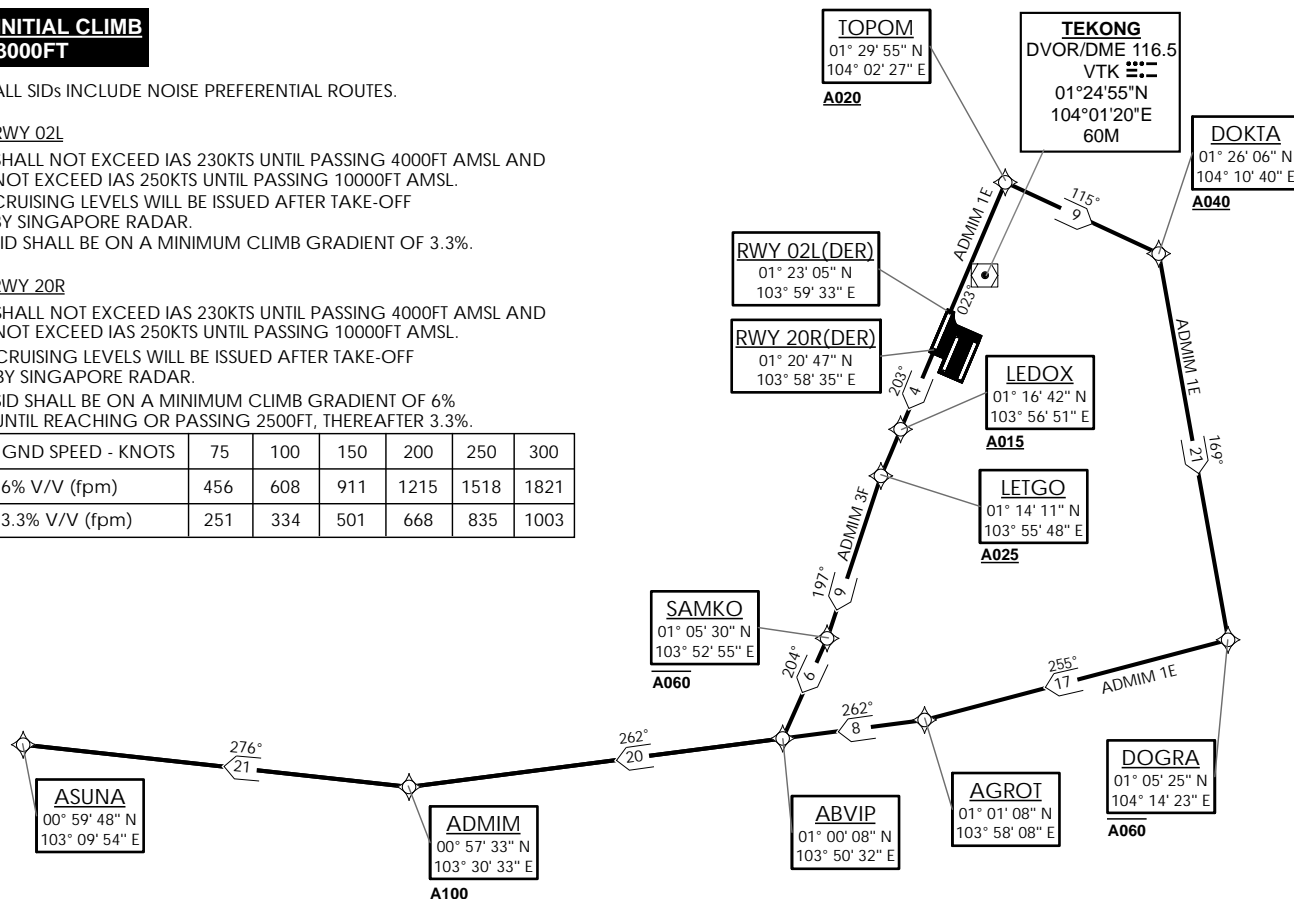 INITIAL CLIMB
3000FT
ALL SIDs INCLUDE NOISE PREFERENTIAL ROUTES.
RWY 02L
SHALL NOT EXCEED IAS 230KTS UNTIL PASSING 4000FT AMSL AND
NOT EXCEED IAS 250KTS UNTIL PASSING 10000FT AMSL.
CRUISING LEVELS WILL BE ISSUED AFTER TAKE-OFF
BY SINGAPORE RADAR.
SID SHALL BE ON A MINIMUM CLIMB GRADIENT OF 3.3%.
RWY 20R
SHALL NOT EXCEED IAS 230KTS UNTIL PASSING 4000FT AMSL AND
NOT EXCEED IAS 250KTS UNTIL PASSING 10000FT AMSL.
CRUISING LEVELS WILL BE ISSUED AFTER TAKE-OFF
BY SINGAPORE RADAR.
SID SHALL BE ON A MINIMUM CLIMB GRADIENT OF 6%
UNTIL REACHING OR PASSING 2500FT, THEREAFTER 3.3%.
GND SPEED - KNOTS 75 100 150 200 250 300
6% V/V (fpm) 456 608 911 1215 1518 1821
3.3% V/V (fpm) 251 334 501 668 835 1003
TOPOM
01° 29' 55" N
104° 02' 27" E
A020
TEKONG
DVOR/DME 116.5
VTK
01°24'55"N
104°01'20"E
60M
DOKTA
01° 26' 06" N
104° 10' 40" E
A040
115°
9
ADMIM 1E
023°
RWY 02L(DER)
01° 23' 05" N
103° 59' 33" E
RWY 20R(DER)
01° 20' 47" N
103° 58' 35" E
203°
4
LEDOX
01° 16' 42" N
103° 56' 51" E
A015
ADMIM 1E
169°
21
LETGO
01° 14' 11" N
103° 55' 48" E
A025
ADMIM 3F
197°
9
SAMKO
01° 05' 30" N
103° 52' 55" E
A060
204°
6
255°
17
ADMIM 1E
262°
8
262°
20
276°
21
DOGRA
01° 05' 25" N
104° 14' 23" E
A060
AGROT
01° 01' 08" N
103° 58' 08" E
ABVIP
01° 00' 08" N
103° 50' 32" E
ADMIM
00° 57' 33" N
103° 30' 33" E
A100
ASUNA
00° 59' 48" N
103° 09' 54" E